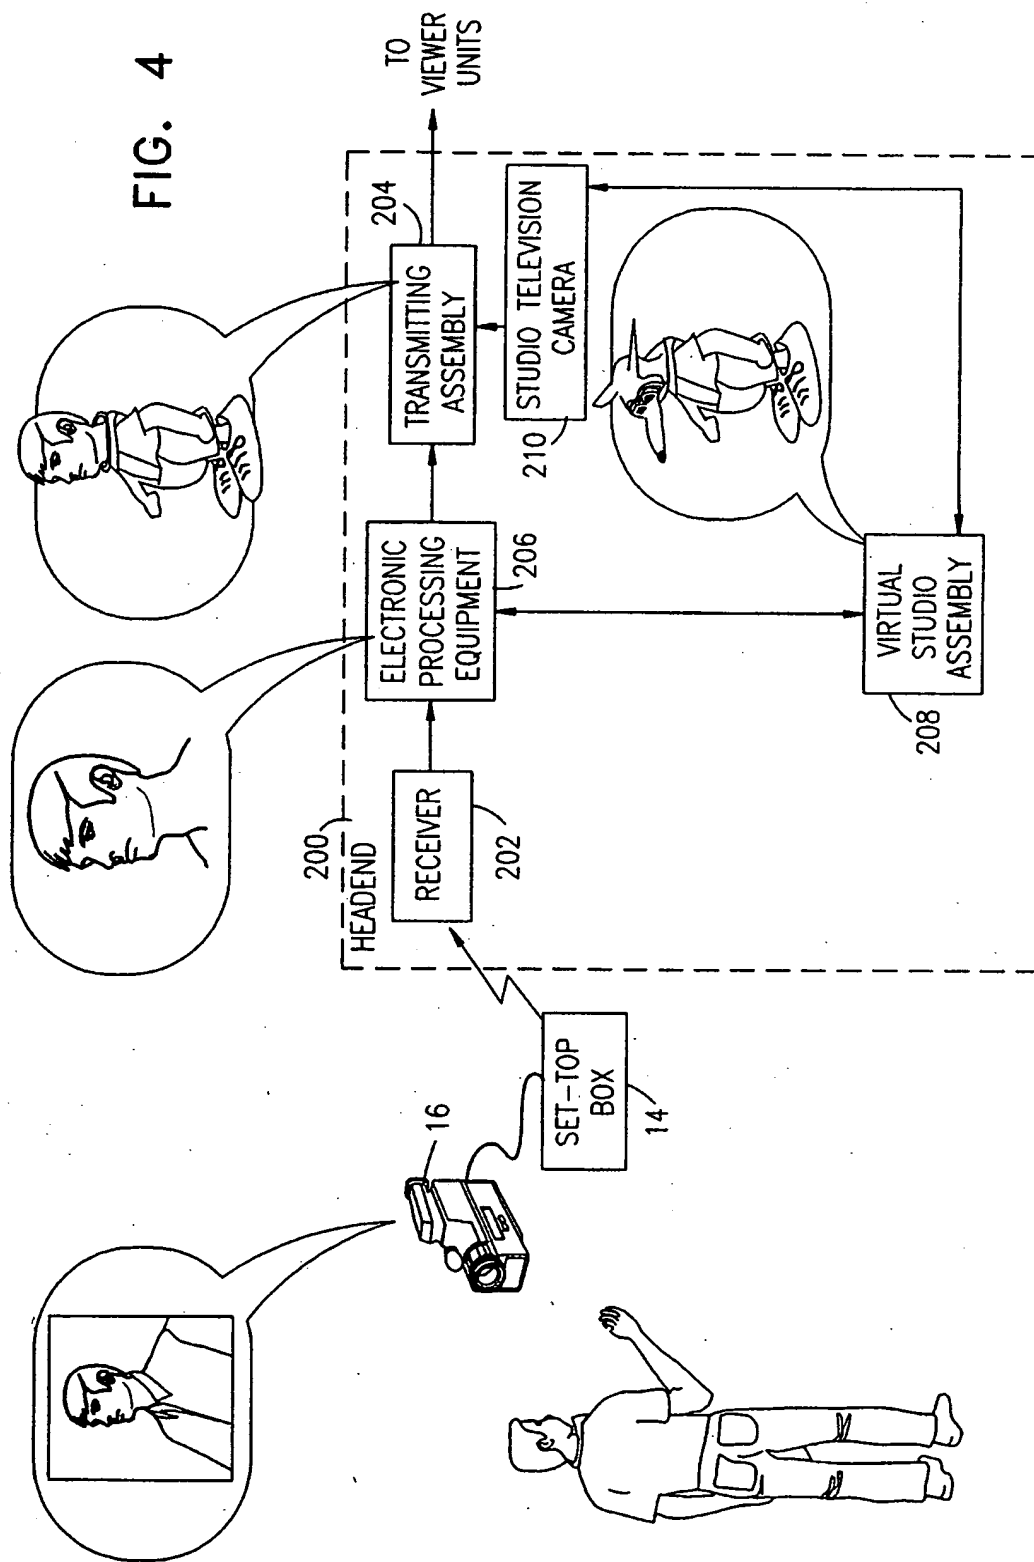 FIG. 4
16
SET-TOP
BOX
14
200
HEADEND
RECEIVER
202
ELECTRONIC
PROCESSING
EQUIPMENT
206
TRANSMITTING
ASSEMBLY
204
TO
VIEWER
UNITS
STUDIO TELEVISION
CAMERA
210
VIRTUAL
STUDIO
ASSEMBLY
208